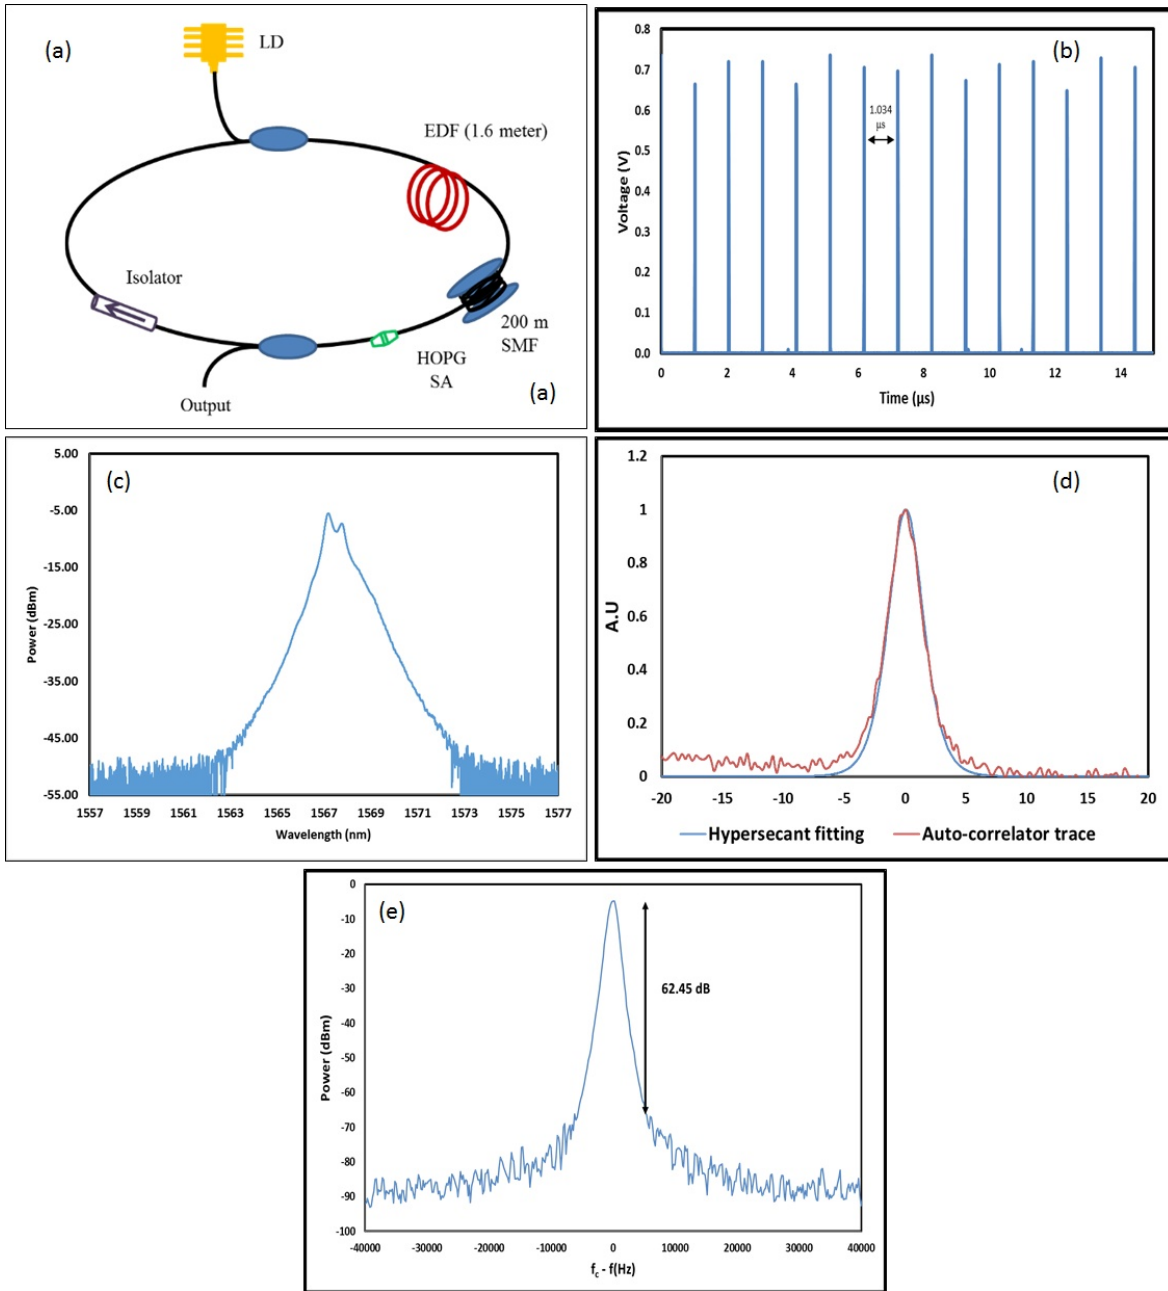 (a)
LD
EDF (1.6 meter)
Isolator
200 m
SMF
HOPG
SA
Output
(a)
(b)
0.8
0.7
0.6
0.5
0.4
0.3
0.2
0.1
0.0
Voltage (V)
1.034
µs
0 2 4 6 8 10 12 14
Time (µs)
(c)
5.00
-5.00
-15.00
-25.00
-35.00
-45.00
-55.00
Power (dBm)
1557 1559 1561 1563 1565 1567 1569 1571 1573 1575 1577
Wavelength (nm)
(d)
1.2
1
0.8
0.6
0.4
0.2
0
A.U
-20 -15 -10 -5 0 5 10 15 20
Hypersecant fitting Auto-correlator trace
(e)
0
-10
-20
-30
-40
-50
-60
-70
-80
-90
-100
Power (dBm)
62.45 dB
-40000 -30000 -20000 -10000 0 10000 20000 30000 40000
fc - f(Hz)